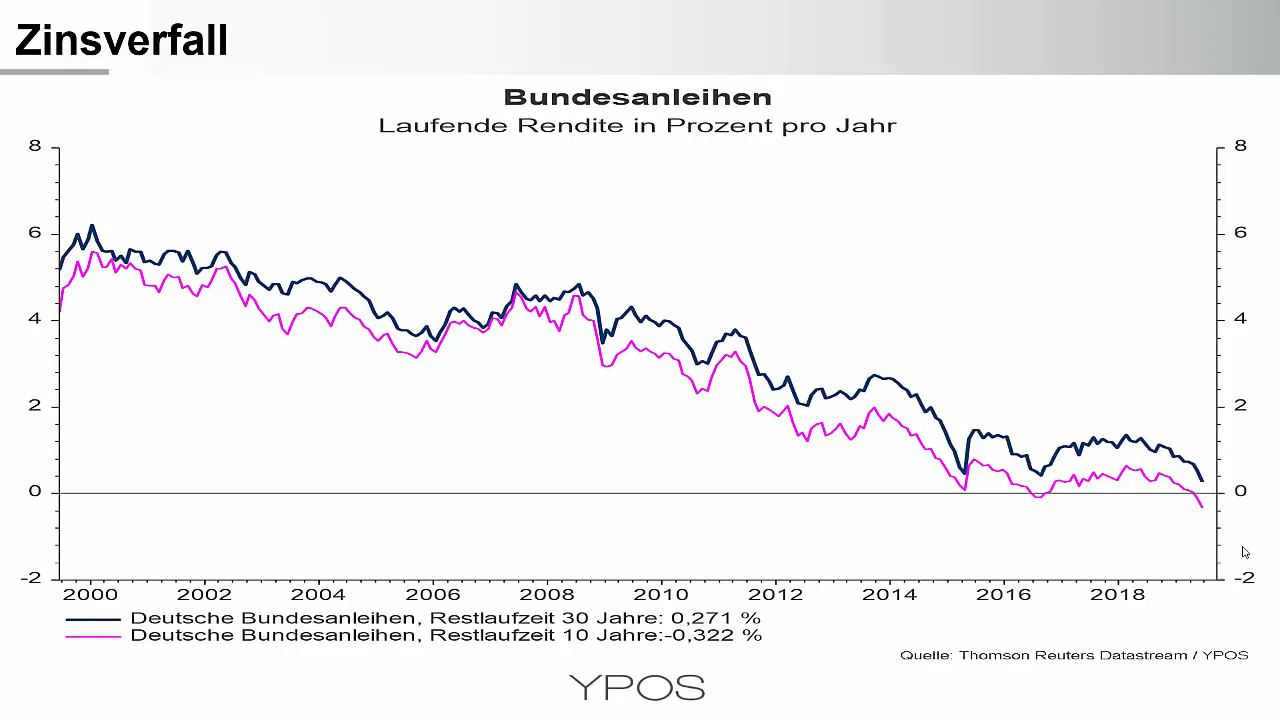 Zinsverfall
Bundesanleihen
Laufende Rendite in Prozent pro Jahr
8 8
6 6
4 4
2 2
0 0
-2 -2
2000 2002 2004 2006 2008 2010 2012 2014 2016 2018
Deutsche Bundesanleihen, Restlaufzeit 30 Jahre: 0,271 %
Deutsche Bundesanleihen, Restlaufzeit 10 Jahre:-0,322 %
Quelle: Thomson Reuters Datastream / YPOS
YPOS